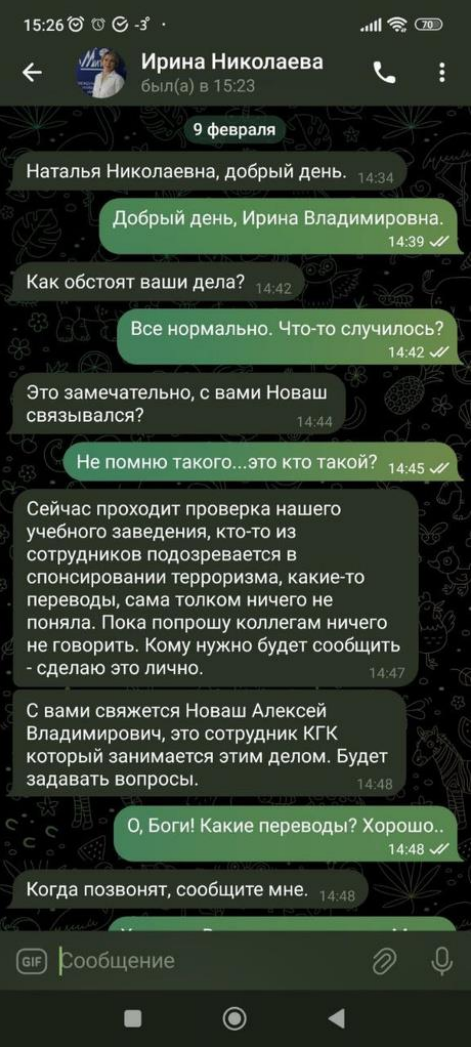 15:26 -3° 70
Ирина Николаева
был(а) в 15:23
9 февраля
Наталья Николаевна, добрый день. 14:34
Добрый день, Ирина Владимировна.
14:39
Как обстоят ваши дела? 14:42
Все нормально. Что-то случилось?
14:42
Это замечательно, с вами Новаш
связывался? 14:44
Не помню такого...это кто такой? 14:45
Сейчас проходит проверка нашего
учебного заведения, кто-то из
сотрудников подозревается в
спонсировании терроризма, какие-то
переводы, сама толком ничего не
поняла. Пока попрошу коллегам ничего
не говорить. Кому нужно будет сообщить
- сделаю это лично. 14:47
С вами свяжется Новаш Алексей
Владимирович, это сотрудник КГК
который занимается этим делом. Будет
задавать вопросы. 14:48
О, Боги! Какие переводы? Хорошо..
14:48
Когда позвонят, сообщите мне. 14:48
GIF Сообщение